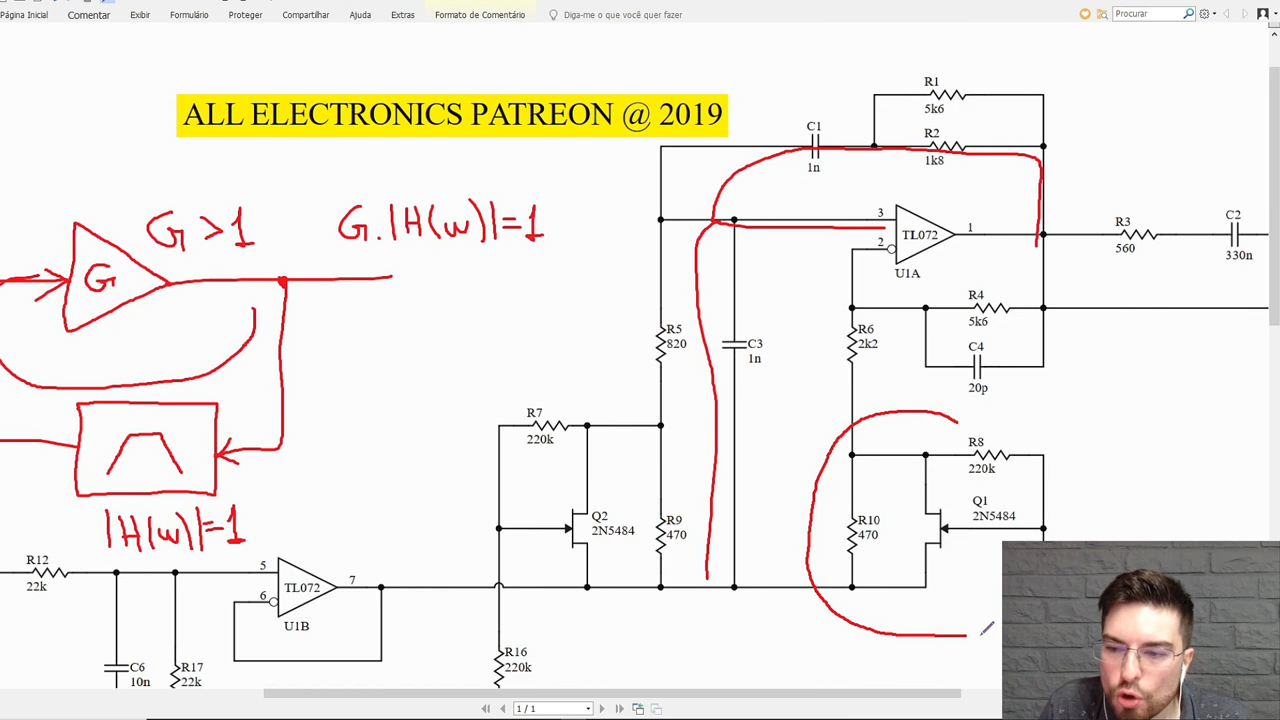 Página Inicial Comentar Exibir Formulário Proteger Compartilhar Ajuda Extras Formato de Comentário Diga-me o que você quer fazer Procurar
ALL ELECTRONICS PATREON @ 2019
G >1
G.|H(w)|=1
G
|H(w)|=1
R1
5k6
C1
1n
R2
1k8
3
2
TL072
1
U1A
R3
560
C2
330n
R4
5k6
C4
20p
R5
820
C3
1n
R6
2k2
R7
220k
R8
220k
Q2
2N5484
R9
470
R10
470
Q1
2N5484
R12
22k
5
6
TL072
7
U1B
C6
10n
R17
22k
R16
220k
1 / 1